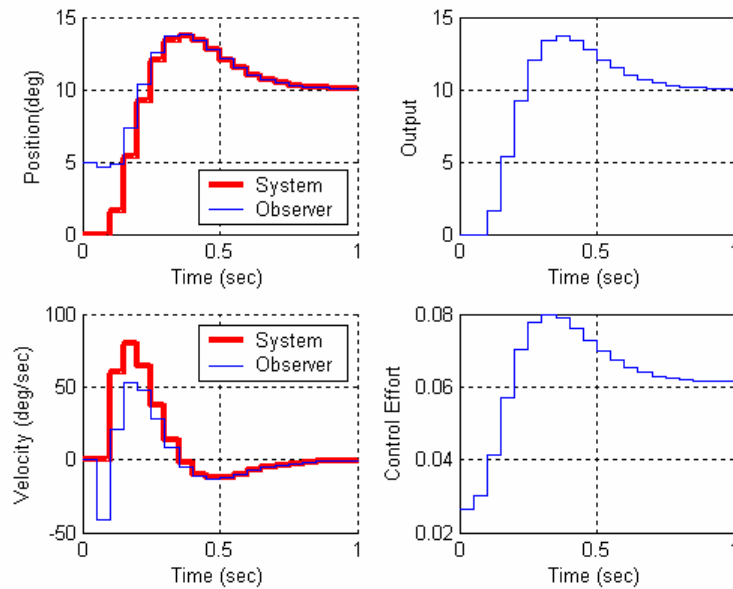 15
10
5
0
Position(deg)
System
Observer
0
0.5
1
Time (sec)
15
10
5
0
Output
0
0.5
1
Time (sec)
100
50
0
-50
Velocity (deg/sec)
System
Observer
0
0.5
1
Time (sec)
0.08
0.06
0.04
0.02
Control Effort
0
0.5
1
Time (sec)